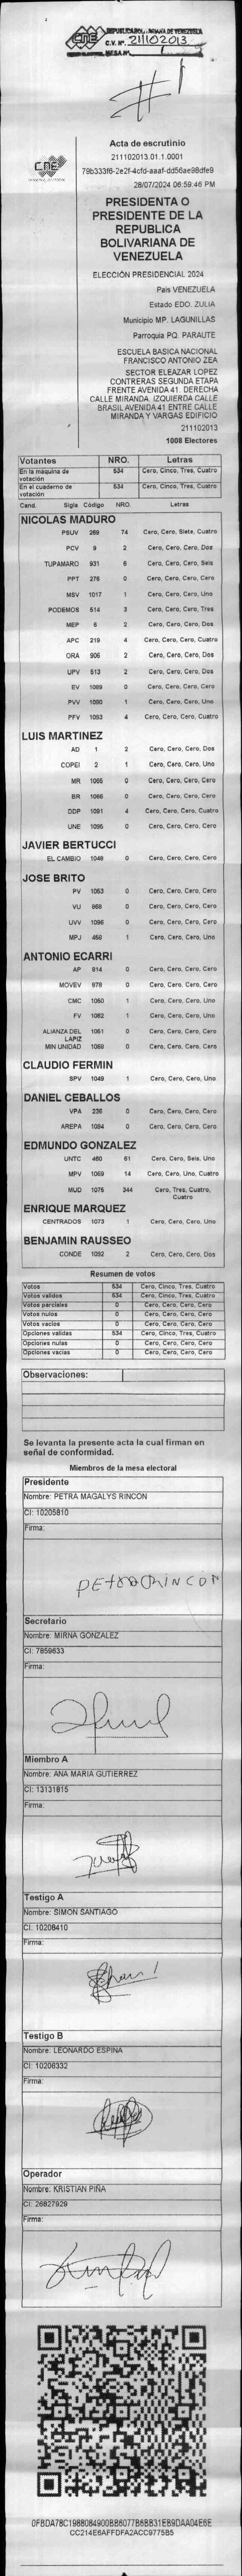 REPUBLICA BOLIVARIANA DE VENEZUELA
CNE
C.V. Nº. 211102013
MESA Nº 1
#1
CNE
Acta de escrutinio
211102013.01.1.0001
79b333f6-2e2f-4cfd-aaaf-dd56ae98dfe9
28/07/2024 06:59:46 PM
PRESIDENTA O
PRESIDENTE DE LA
REPUBLICA
BOLIVARIANA DE
VENEZUELA
ELECCIÓN PRESIDENCIAL 2024
Pais VENEZUELA
Estado EDO. ZULIA
Municipio MP. LAGUNILLAS
Parroquia PQ. PARAUTE
ESCUELA BASICA NACIONAL
FRANCISCO ANTONIO ZEA
SECTOR ELEAZAR LOPEZ
CONTRERAS SEGUNDA ETAPA
FRENTE AVENIDA 41. DERECHA
CALLE MIRANDA. IZQUIERDA CALLE
BRASIL AVENIDA 41 ENTRE CALLE
MIRANDA Y VARGAS EDIFICIO
211102013
1008 Electores
Votantes NRO. Letras
En la máquina de votación 534 Cero, Cinco, Tres, Cuatro
En el cuaderno de votación 534 Cero, Cinco, Tres, Cuatro
Cand. Sigla Código NRO. Letras
NICOLAS MADURO
PSUV 269 74 Cero, Cero, Siete, Cuatro
PCV 9 2 Cero, Cero, Cero, Dos
TUPAMARO 931 6 Cero, Cero, Cero, Seis
PPT 276 0 Cero, Cero, Cero, Cero
MSV 1017 1 Cero, Cero, Cero, Uno
PODEMOS 514 3 Cero, Cero, Cero, Tres
MEP 6 2 Cero, Cero, Cero, Dos
APC 219 4 Cero, Cero, Cero, Cuatro
ORA 906 2 Cero, Cero, Cero, Dos
UPV 513 2 Cero, Cero, Cero, Dos
EV 1089 0 Cero, Cero, Cero, Cero
PVV 1090 1 Cero, Cero, Cero, Uno
PFV 1093 4 Cero, Cero, Cero, Cuatro
LUIS MARTINEZ
AD 1 2 Cero, Cero, Cero, Dos
COPEI 2 1 Cero, Cero, Cero, Uno
MR 1065 0 Cero, Cero, Cero, Cero
BR 1066 0 Cero, Cero, Cero, Cero
DDP 1091 4 Cero, Cero, Cero, Cuatro
UNE 1095 0 Cero, Cero, Cero, Cero
JAVIER BERTUCCI
EL CAMBIO 1048 0 Cero, Cero, Cero, Cero
JOSE BRITO
PV 1053 0 Cero, Cero, Cero, Cero
VU 868 0 Cero, Cero, Cero, Cero
UVV 1096 0 Cero, Cero, Cero, Cero
MPJ 458 1 Cero, Cero, Cero, Uno
ANTONIO ECARRI
AP 814 0 Cero, Cero, Cero, Cero
MOVEV 978 0 Cero, Cero, Cero, Cero
CMC 1050 1 Cero, Cero, Cero, Uno
FV 1082 1 Cero, Cero, Cero, Uno
ALIANZA DEL LAPIZ 1051 0 Cero, Cero, Cero, Cero
MIN UNIDAD 1069 0 Cero, Cero, Cero, Cero
CLAUDIO FERMIN
SPV 1049 1 Cero, Cero, Cero, Uno
DANIEL CEBALLOS
VPA 236 0 Cero, Cero, Cero, Cero
AREPA 1094 0 Cero, Cero, Cero, Cero
EDMUNDO GONZALEZ
UNTC 460 61 Cero, Cero, Seis, Uno
MPV 1059 14 Cero, Cero, Uno, Cuatro
MUD 1075 344 Cero, Tres, Cuatro, Cuatro
ENRIQUE MARQUEZ
CENTRADOS 1073 1 Cero, Cero, Cero, Uno
BENJAMIN RAUSSEO
CONDE 1092 2 Cero, Cero, Cero, Dos
Resumen de votos
Votos 534 Cero, Cinco, Tres, Cuatro
Votos validos 534 Cero, Cinco, Tres, Cuatro
Votos parciales 0 Cero, Cero, Cero, Cero
Votos nulos 0 Cero, Cero, Cero, Cero
Votos vacios 0 Cero, Cero, Cero, Cero
Opciones validas 534 Cero, Cinco, Tres, Cuatro
Opciones nulas 0 Cero, Cero, Cero, Cero
Opciones vacias 0 Cero, Cero, Cero, Cero
Observaciones:
Se levanta la presente acta la cual firman en
señal de conformidad.
Miembros de la mesa electoral
Presidente
Nombre: PETRA MAGALYS RINCON
CI: 10205810
Firma:
PEtRA RINCON
Secretario
Nombre: MIRNA GONZALEZ
CI: 7859633
Firma:
Miembro A
Nombre: ANA MARIA GUTIERREZ
CI: 13131815
Firma:
Testigo A
Nombre: SIMON SANTIAGO
CI: 10208410
Firma:
Testigo B
Nombre: LEONARDO ESPINA
CI: 10206332
Firma:
Operador
Nombre: KRISTIAN PIÑA
CI: 26827929
Firma:
0FBDA78C1988084900BB6077B6BB31EB9DAA04E6E
CC214E6AFFDFA2ACC9775B5